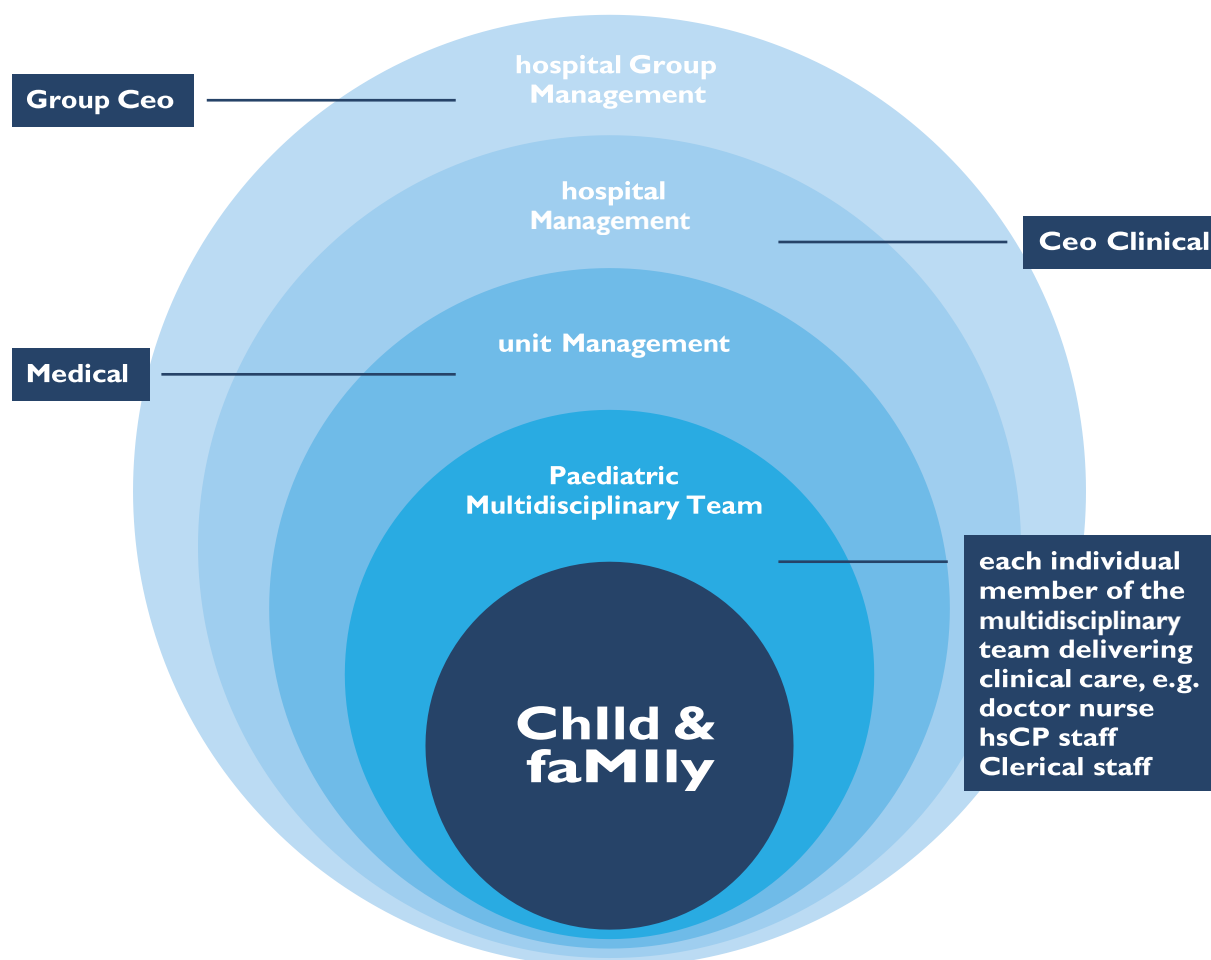 hospital Group
Management
Group Ceo
hospital
Management
Ceo Clinical
unit Management
Medical
Paediatric
Multidisciplinary Team
each individual
member of the
multidisciplinary
team delivering
clinical care, e.g.
doctor nurse
hsCP staff
Clerical staff
ChIld &
faMIly